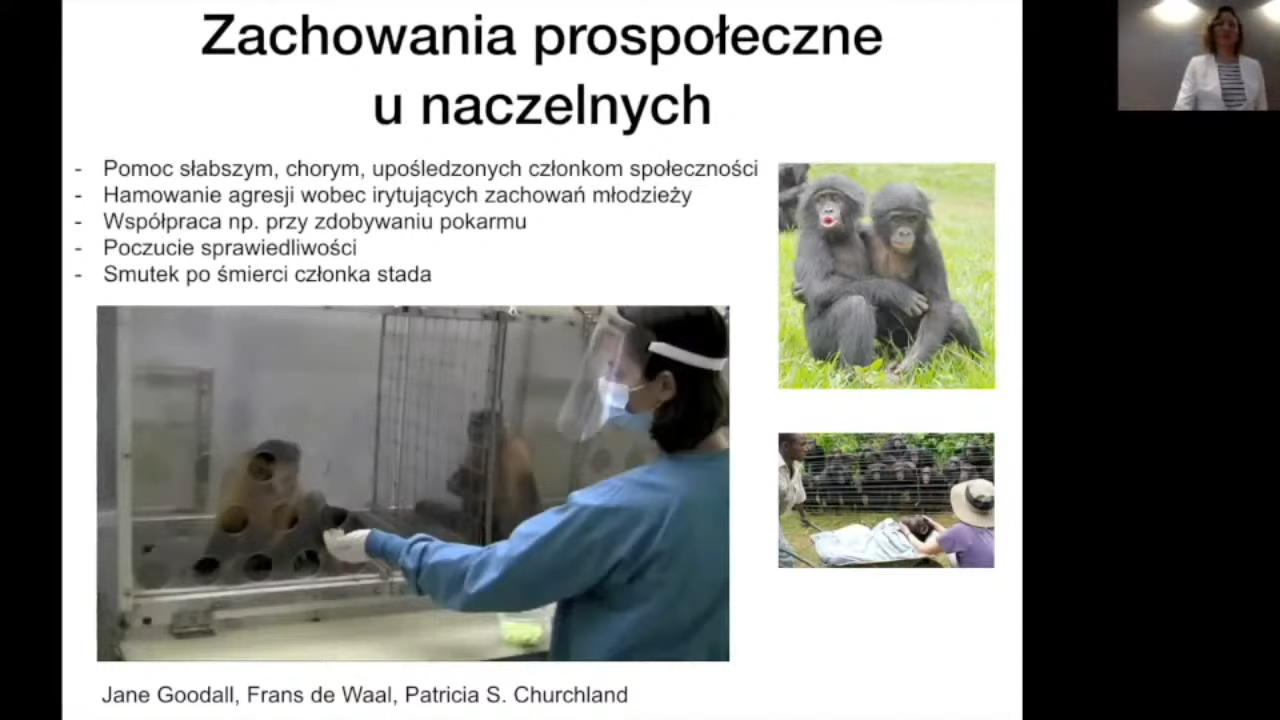 Zachowania prospołeczne
u naczelnych
- Pomoc słabszym, chorym, upośledzonych członkom społeczności
- Hamowanie agresji wobec irytujących zachowań młodzieży
- Współpraca np. przy zdobywaniu pokarmu
- Poczucie sprawiedliwości
- Smutek po śmierci członka stada
Jane Goodall, Frans de Waal, Patricia S. Churchland